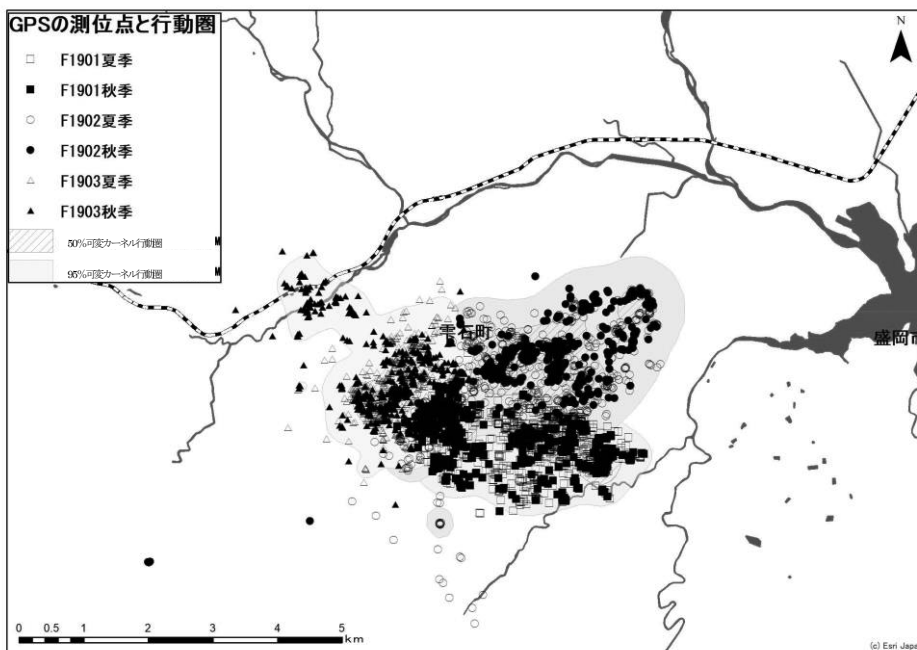 GPSの測位点と行動圏
F1901夏季
F1901秋季
F1902夏季
F1902秋季
F1903夏季
F1903秋季
50%可変カーネル行動圏
95%可変カーネル行動圏
N
雫石町
盛岡市
0 0.5 1 2 3 4 5
km
(c) Esri Japa